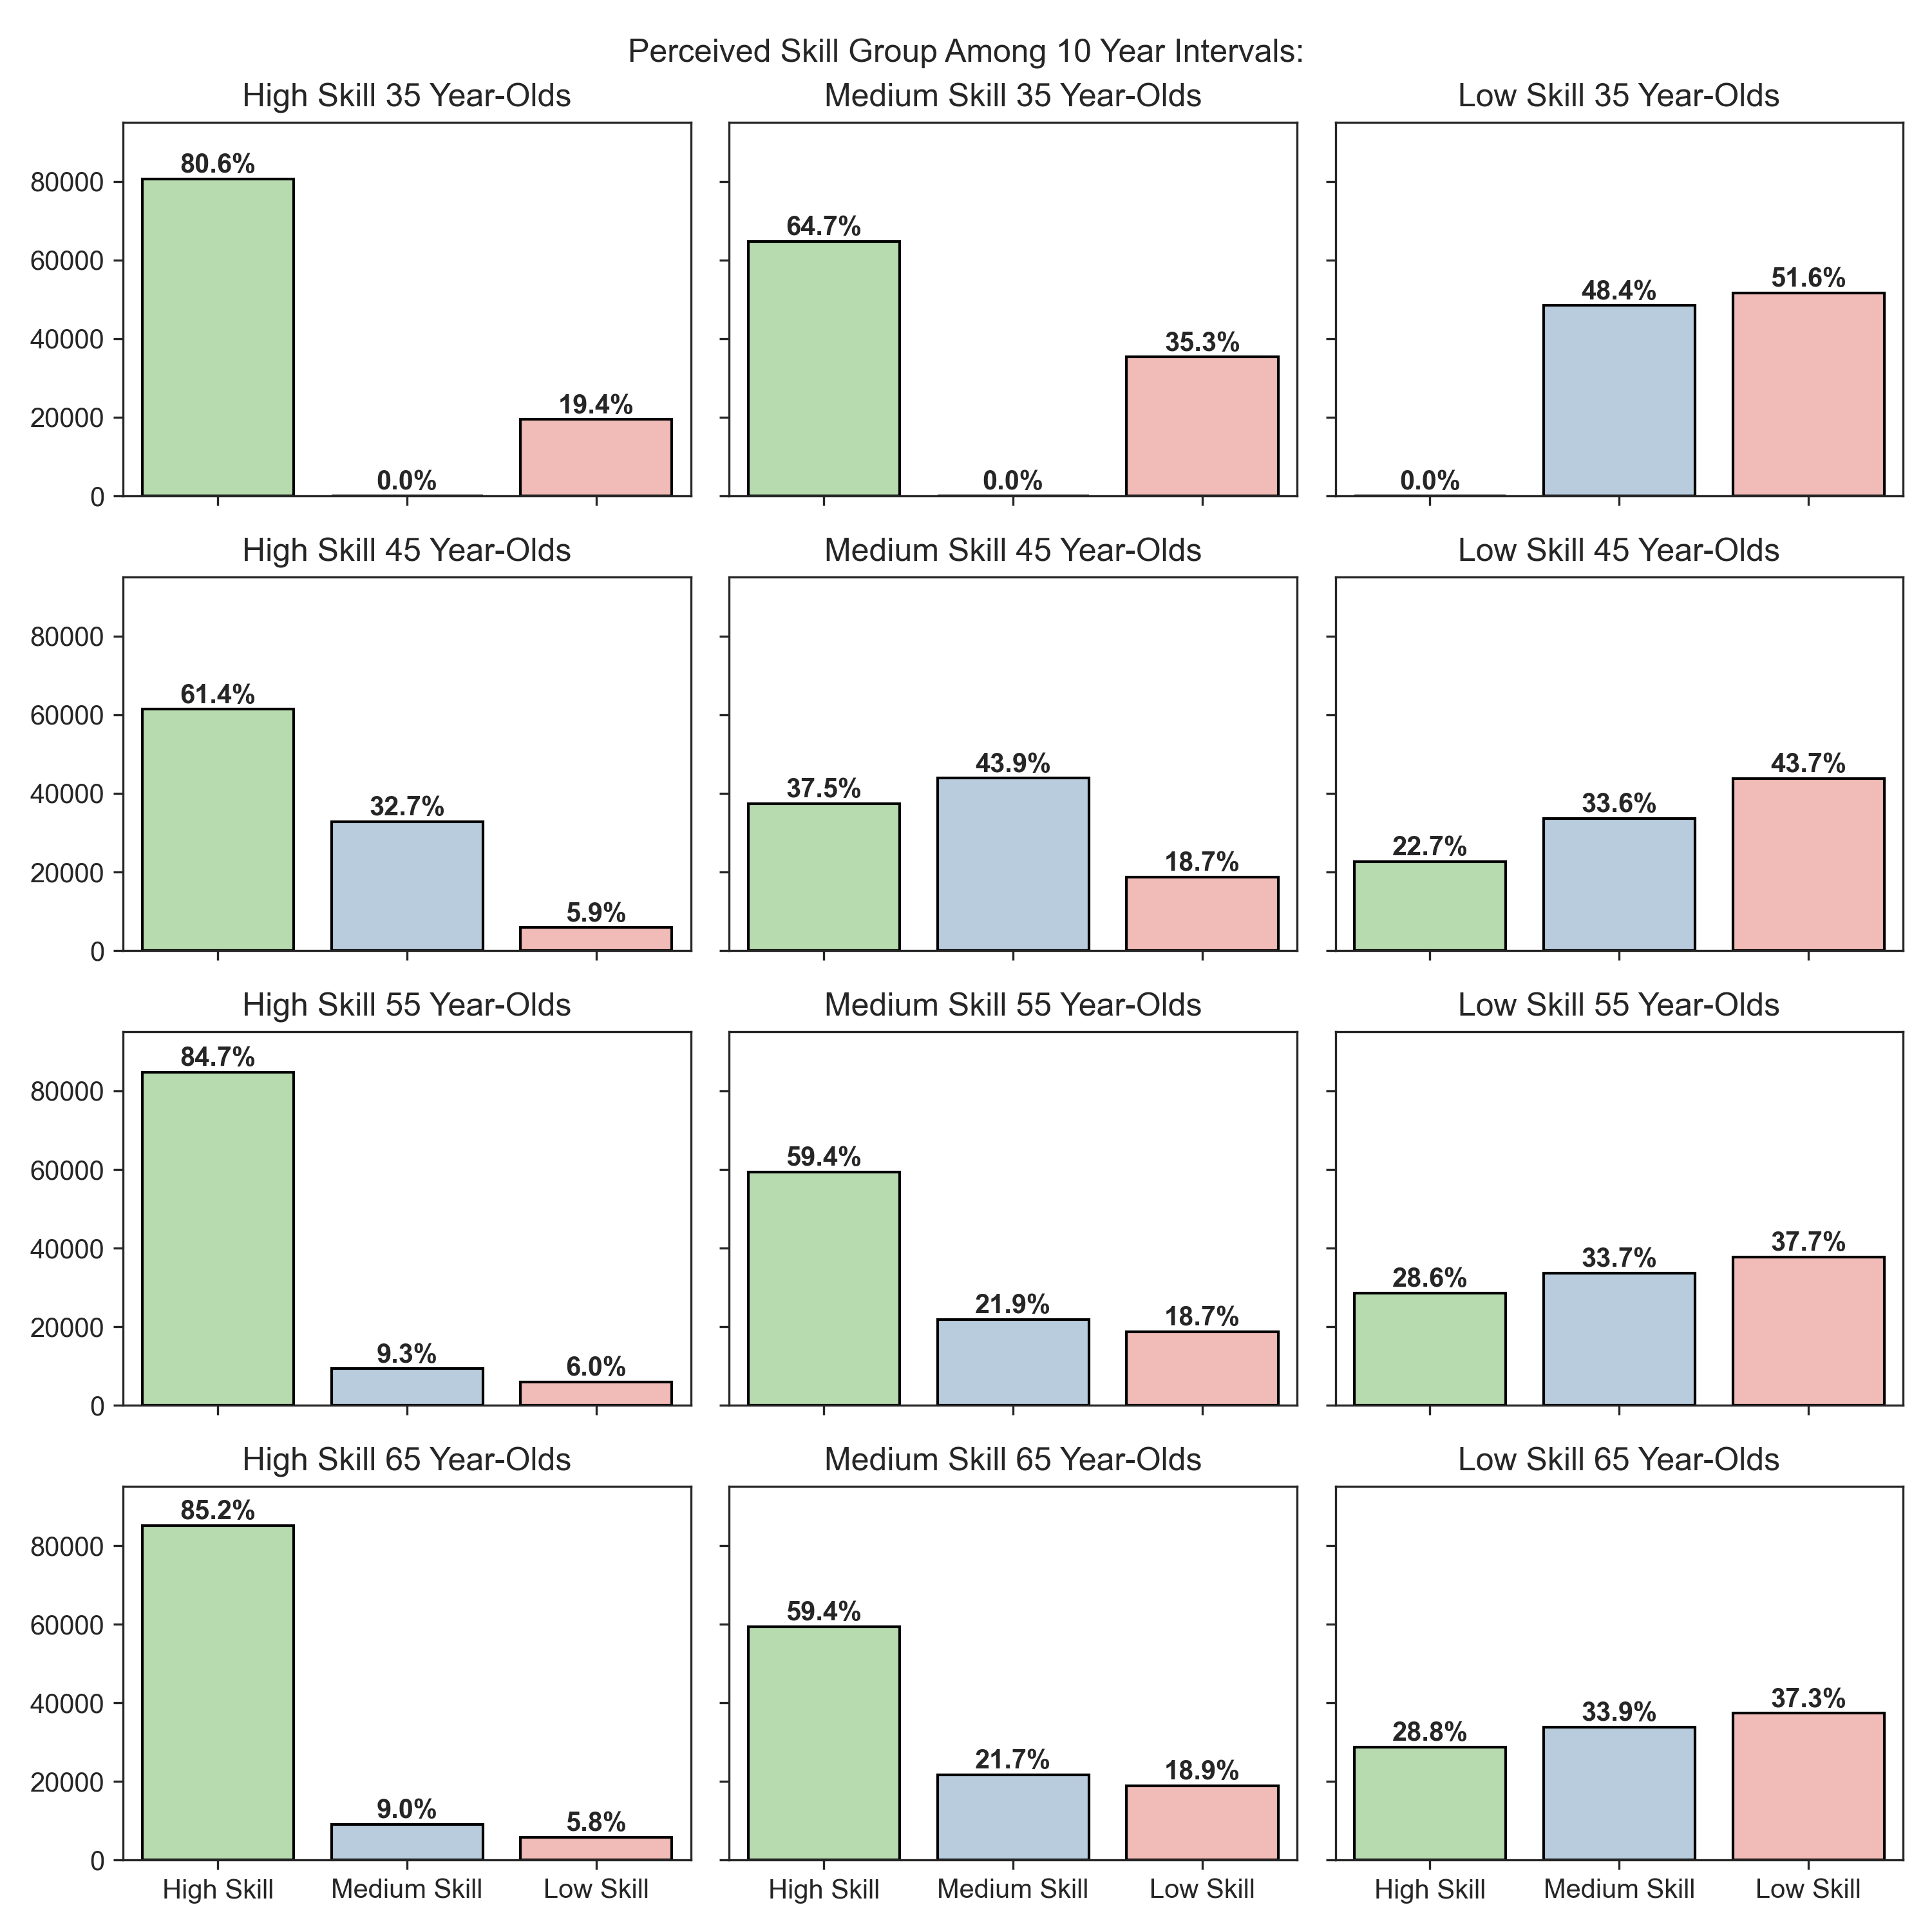 Perceived Skill Group Among 10 Year Intervals:
High Skill 35 Year-Olds
Medium Skill 35 Year-Olds
Low Skill 35 Year-Olds
80000
60000
40000
20000
0
80.6%
0.0%
19.4%
64.7%
0.0%
35.3%
0.0%
48.4%
51.6%
High Skill 45 Year-Olds
Medium Skill 45 Year-Olds
Low Skill 45 Year-Olds
80000
60000
40000
20000
0
61.4%
32.7%
5.9%
37.5%
43.9%
18.7%
22.7%
33.6%
43.7%
High Skill 55 Year-Olds
Medium Skill 55 Year-Olds
Low Skill 55 Year-Olds
80000
60000
40000
20000
0
84.7%
9.3%
6.0%
59.4%
21.9%
18.7%
28.6%
33.7%
37.7%
High Skill 65 Year-Olds
Medium Skill 65 Year-Olds
Low Skill 65 Year-Olds
80000
60000
40000
20000
0
85.2%
9.0%
5.8%
59.4%
21.7%
18.9%
28.8%
33.9%
37.3%
High Skill
Medium Skill
Low Skill
High Skill
Medium Skill
Low Skill
High Skill
Medium Skill
Low Skill